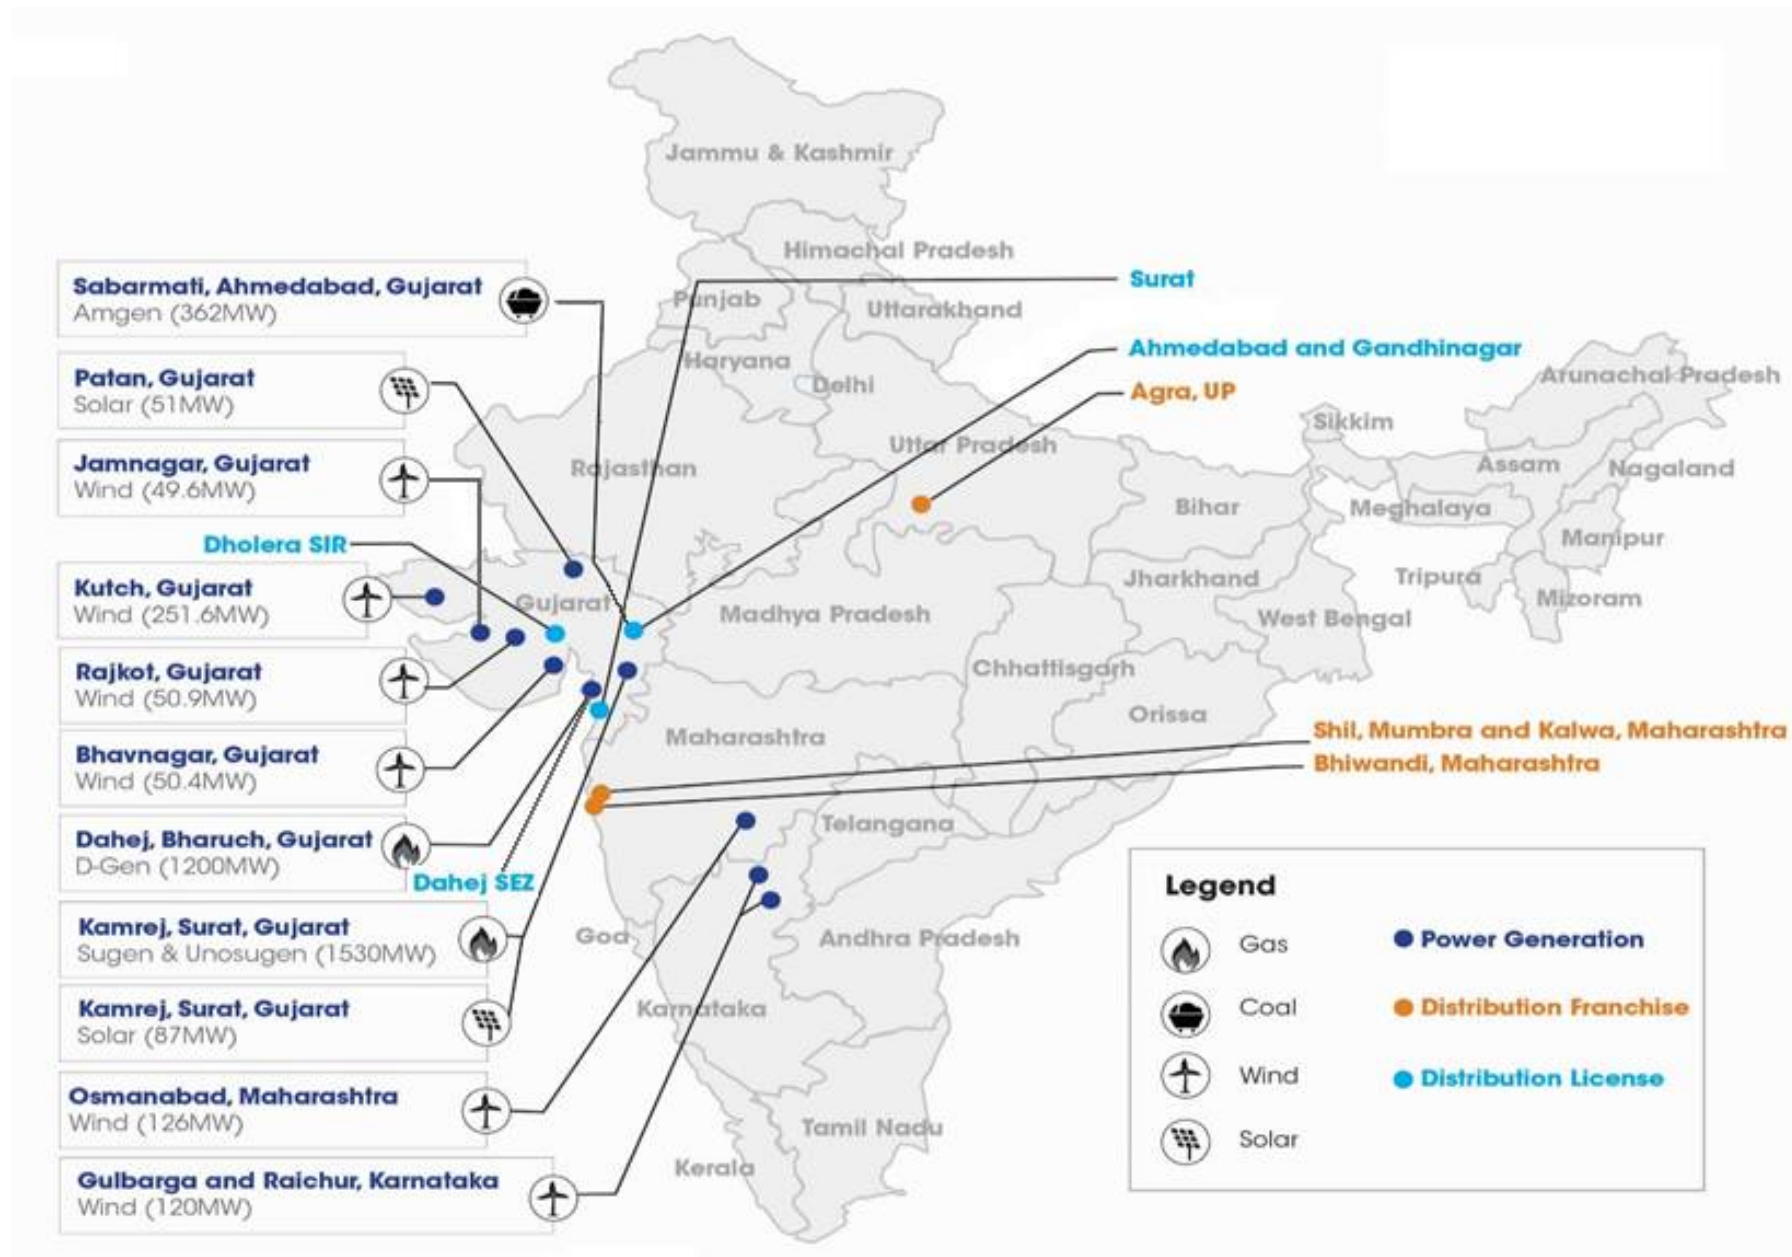 Jammu & Kashmir
Himachal Pradesh
Punjab
Uttarakhand
Haryana
Delhi
Uttar Pradesh
Rajasthan
Sikkim
Arunachal Pradesh
Assam
Nagaland
Meghalaya
Manipur
Tripura
Mizoram
Bihar
Jharkhand
West Bengal
Gujarat
Madhya Pradesh
Chhattisgarh
Orissa
Maharashtra
Telangana
Goa
Andhra Pradesh
Karnataka
Tamil Nadu
Kerala
Sabarmati, Ahmedabad, Gujarat
Amgen (362MW)
Patan, Gujarat
Solar (51MW)
Jamnagar, Gujarat
Wind (49.6MW)
Dholera SIR
Kutch, Gujarat
Wind (251.6MW)
Rajkot, Gujarat
Wind (50.9MW)
Bhavnagar, Gujarat
Wind (50.4MW)
Dahej, Bharuch, Gujarat
D-Gen (1200MW)
Dahej SEZ
Kamrej, Surat, Gujarat
Sugen & Unosugen (1530MW)
Kamrej, Surat, Gujarat
Solar (87MW)
Osmanabad, Maharashtra
Wind (126MW)
Gulbarga and Raichur, Karnataka
Wind (120MW)
Surat
Ahmedabad and Gandhinagar
Agra, UP
Shil, Mumbra and Kalwa, Maharashtra
Bhiwandi, Maharashtra
Legend
Gas
Coal
Wind
Solar
Power Generation
Distribution Franchise
Distribution License